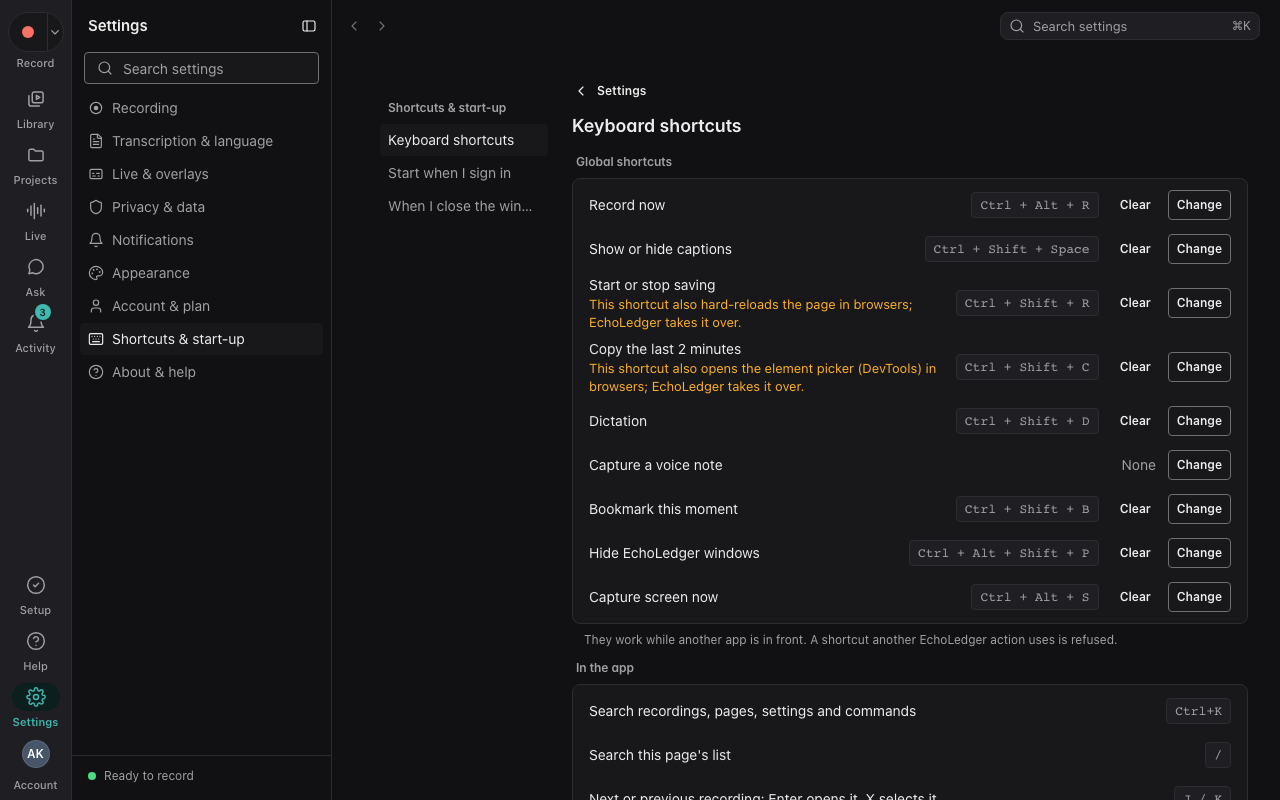 Record
Library
Projects
Live
Ask
3
Activity
Setup
Help
Settings
AK
Account
Settings
Search settings
Recording
Transcription & language
Live & overlays
Privacy & data
Notifications
Appearance
Account & plan
Shortcuts & start-up
About & help
Ready to record
Search settings ⌘K
Shortcuts & start-up
Keyboard shortcuts
Start when I sign in
When I close the win...
Settings
Keyboard shortcuts
Global shortcuts
Record now Ctrl + Alt + R Clear Change
Show or hide captions Ctrl + Shift + Space Clear Change
Start or stop saving
This shortcut also hard-reloads the page in browsers;
EchoLedger takes it over.
Ctrl + Shift + R Clear Change
Copy the last 2 minutes
This shortcut also opens the element picker (DevTools) in
browsers; EchoLedger takes it over.
Ctrl + Shift + C Clear Change
Dictation Ctrl + Shift + D Clear Change
Capture a voice note None Change
Bookmark this moment Ctrl + Shift + B Clear Change
Hide EchoLedger windows Ctrl + Alt + Shift + P Clear Change
Capture screen now Ctrl + Alt + S Clear Change
They work while another app is in front. A shortcut another EchoLedger action uses is refused.
In the app
Search recordings, pages, settings and commands Ctrl+K
Search this page's list /
Next or previous recording; Enter opens it, X selects it J / K